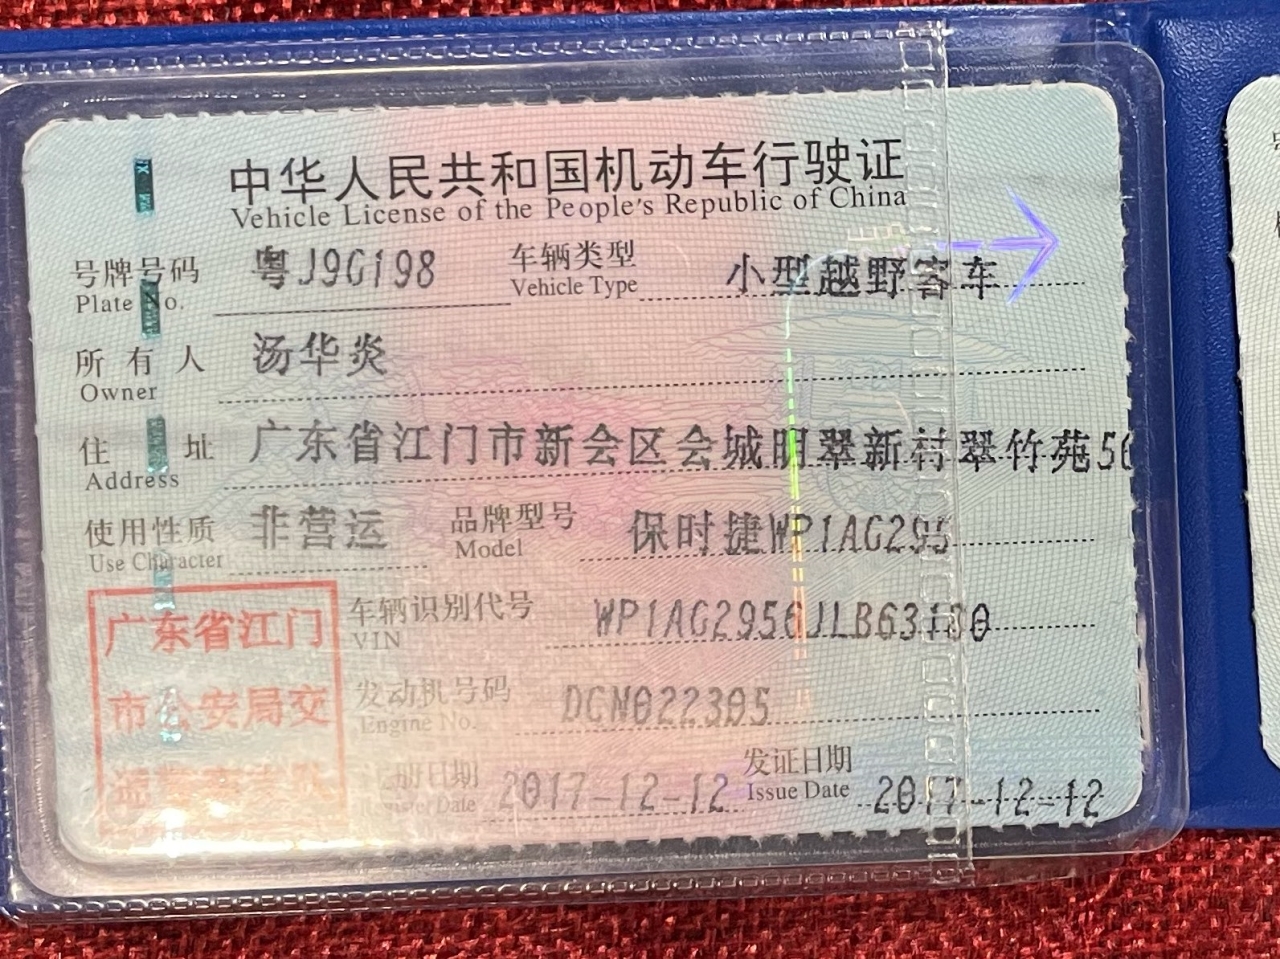 中华人民共和国机动车行驶证
Vehicle License of the People's Republic of China
号牌号码 粤J9G198 车辆类型 小型越野客车
Plate No. Vehicle Type
所有人 汤华炎
Owner
住址 广东省江门市新会区会城明翠新村翠竹苑56
Address
使用性质 非营运 品牌型号 保时捷WP1AG295
Use Character Model
车辆识别代号 WP1AG2956JLB63180
VIN
发动机号码 DCN022305
Engine No.
注册日期 2017-12-12 发证日期 2017-12-12
Register Date Issue Date
广东省江门
市公安局交
通警察支队